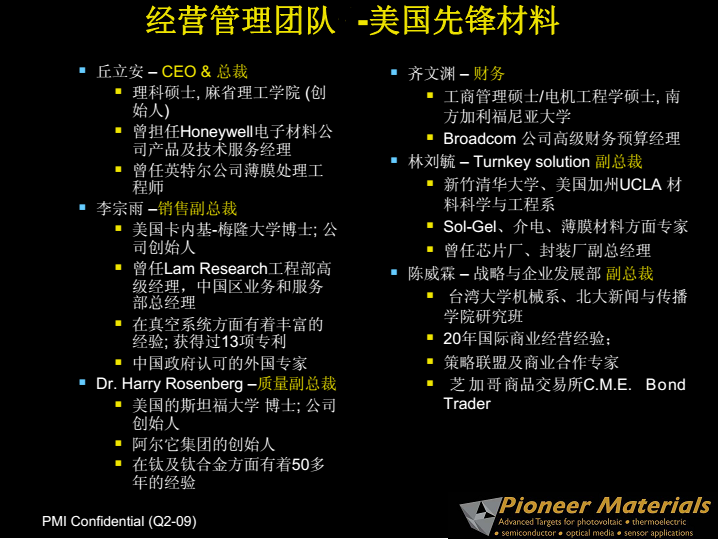 经营管理团队 -美国先锋材料
丘立安 – CEO & 总裁
理科硕士, 麻省理工学院 (创
始人)
曾担任Honeywell电子材料公
司产品及技术服务经理
曾任英特尔公司薄膜处理工
程师
李宗雨 –销售副总裁
美国卡内基-梅隆大学博士; 公
司创始人
曾任Lam Research工程部高
级经理，中国区业务和服务
部总经理
在真空系统方面有着丰富的
经验; 获得过13项专利
中国政府认可的外国专家
Dr. Harry Rosenberg –质量副总裁
美国的斯坦福大学 博士; 公司
创始人
阿尔它集团的创始人
在钛及钛合金方面有着50多
年的经验
齐文渊 – 财务
工商管理硕士/电机工程学硕士, 南
方加利福尼亚大学
Broadcom 公司高级财务预算经理
林刘毓 – Turnkey solution 副总裁
新竹清华大学、美国加州UCLA 材
料科学与工程系
Sol-Gel、介电、薄膜材料方面专家
曾任芯片厂、封装厂副总经理
陈威霖 – 战略与企业发展部 副总裁
台湾大学机械系、北大新闻与传播
学院研究班
20年国际商业经营经验；
策略联盟及商业合作专家
芝加哥商品交易所C.M.E. Bond
Trader
PMI Confidential (Q2-09)
Pioneer Materials
Advanced Targets for photovoltaic • thermoelectric
• semiconductor • optical media • sensor applications